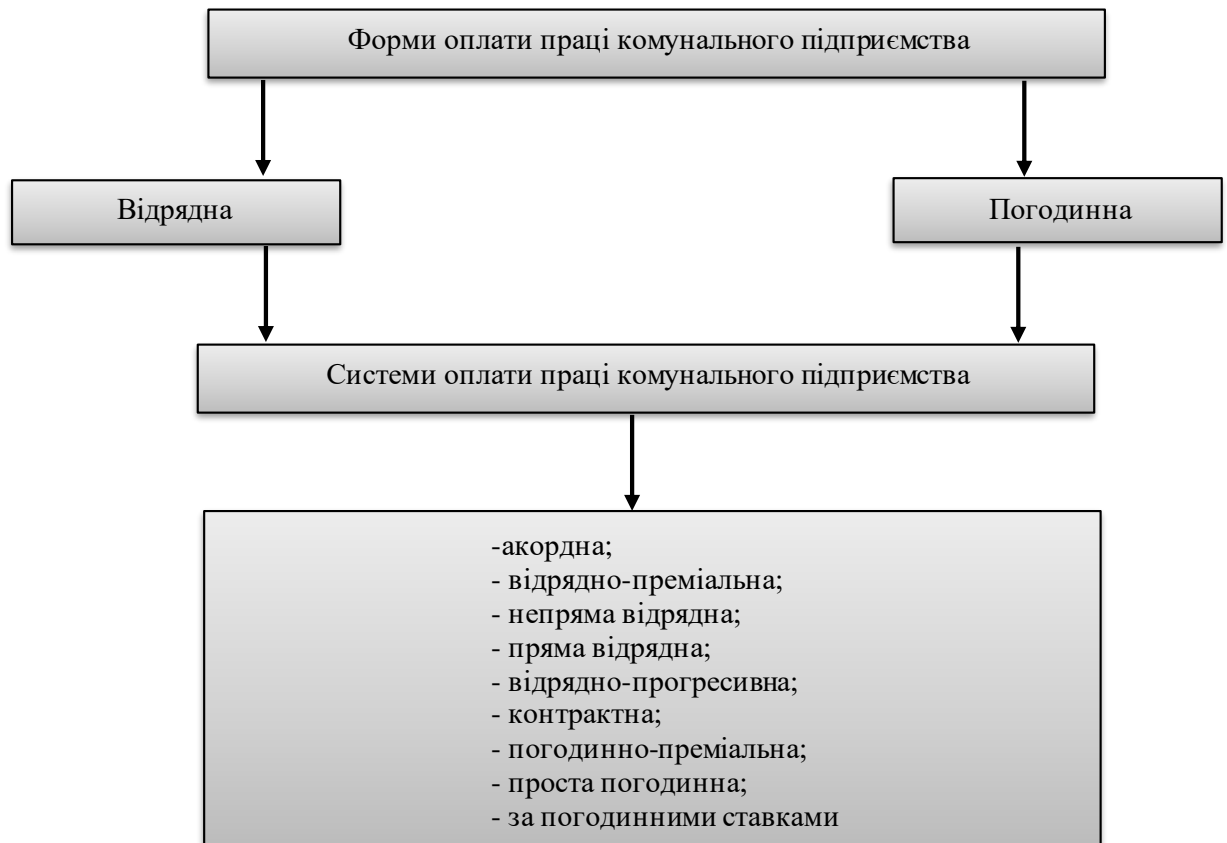 Форми оплати праці комунального підприємства
Відрядна
Погодинна
Системи оплати праці комунального підприємства
-акордна;
- відрядно-преміальна;
- непряма відрядна;
- пряма відрядна;
- відрядно-прогресивна;
- контрактна;
- погодинно-преміальна;
- проста погодинна;
- за погодинними ставками